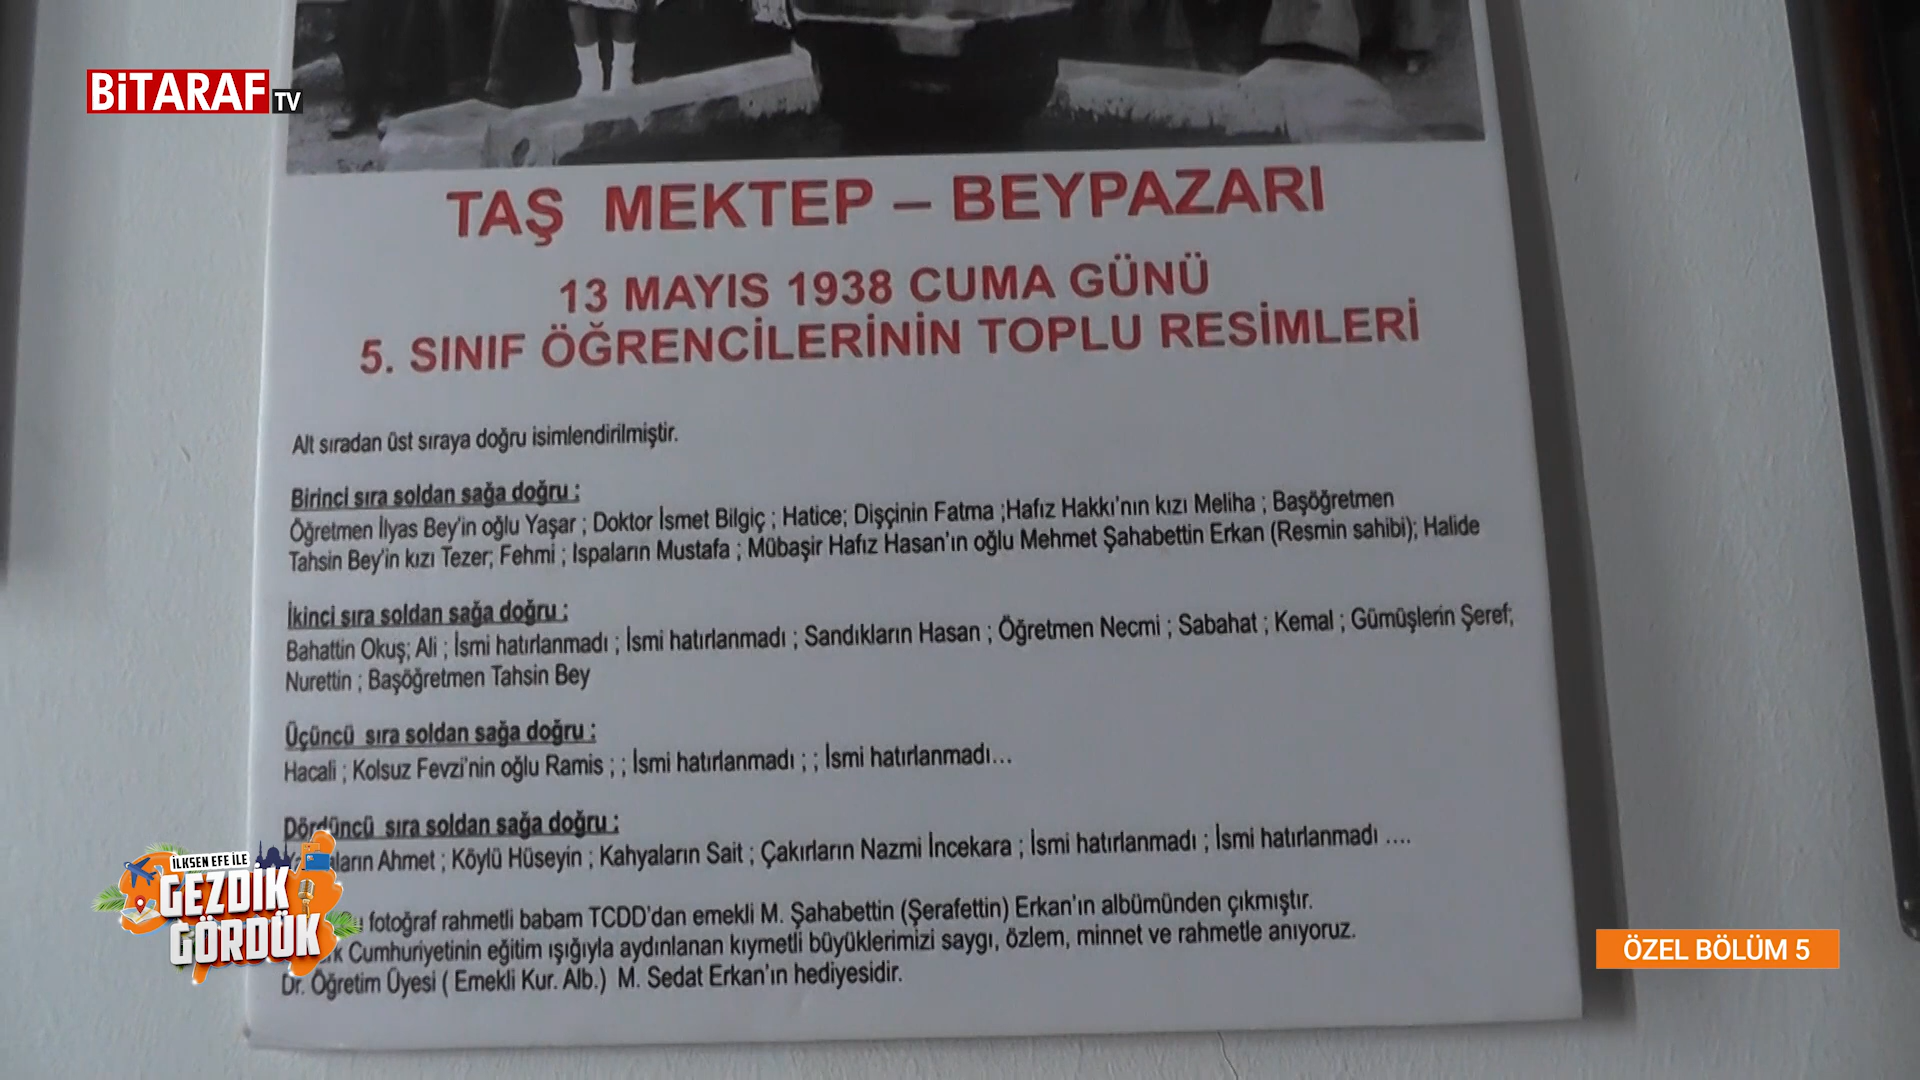 BiTARAF TV
TAŞ MEKTEP – BEYPAZARI
13 MAYIS 1938 CUMA GÜNÜ
5. SINIF ÖĞRENCİLERİNİN TOPLU RESİMLERİ
Alt sıradan üst sıraya doğru isimlendirilmiştir.
Birinci sıra soldan sağa doğru ;
Öğretmen İlyas Bey'in oğlu Yaşar ; Doktor İsmet Bilgiç ; Hatice; Dişçinin Fatma ;Hafız Hakkı'nın kızı Meliha ; Başöğretmen
Tahsin Bey'in kızı Tezer; Fehmi ; Ispaların Mustafa ; Mübaşir Hafız Hasan'ın oğlu Mehmet Şahabettin Erkan (Resmin sahibi); Halide
İkinci sıra soldan sağa doğru ;
Bahattin Okuş; Ali ; İsmi hatırlanmadı ; İsmi hatırlanmadı ; Sandıkların Hasan ; Öğretmen Necmi ; Sabahat ; Kemal ; Gümüşlerin Şeref;
Nurettin ; Başöğretmen Tahsin Bey
Üçüncü sıra soldan sağa doğru ;
Hacali ; Kolsuz Fevzi'nin oğlu Ramis ; ; İsmi hatırlanmadı ; ; İsmi hatırlanmadı...
Dördüncü sıra soldan sağa doğru ;
Ahmet ; Köylü Hüseyin ; Kahyaların Sait ; Çakırların Nazmi İncekara ; İsmi hatırlanmadı ; İsmi hatırlanmadı ....
fotoğraf rahmetli babam TCDD'dan emekli M. Şahabettin (Şerafettin) Erkan'ın albümünden çıkmıştır.
Cumhuriyetinin eğitim ışığıyla aydınlanan kıymetli büyüklerimizi saygı, özlem, minnet ve rahmetle anıyoruz.
Dr. Öğretim Üyesi ( Emekli Kur. Alb.) M. Sedat Erkan'ın hediyesidir.
İLKSEN EFE İLE
GEZDİK
GÖRDÜK
ÖZEL BÖLÜM 5